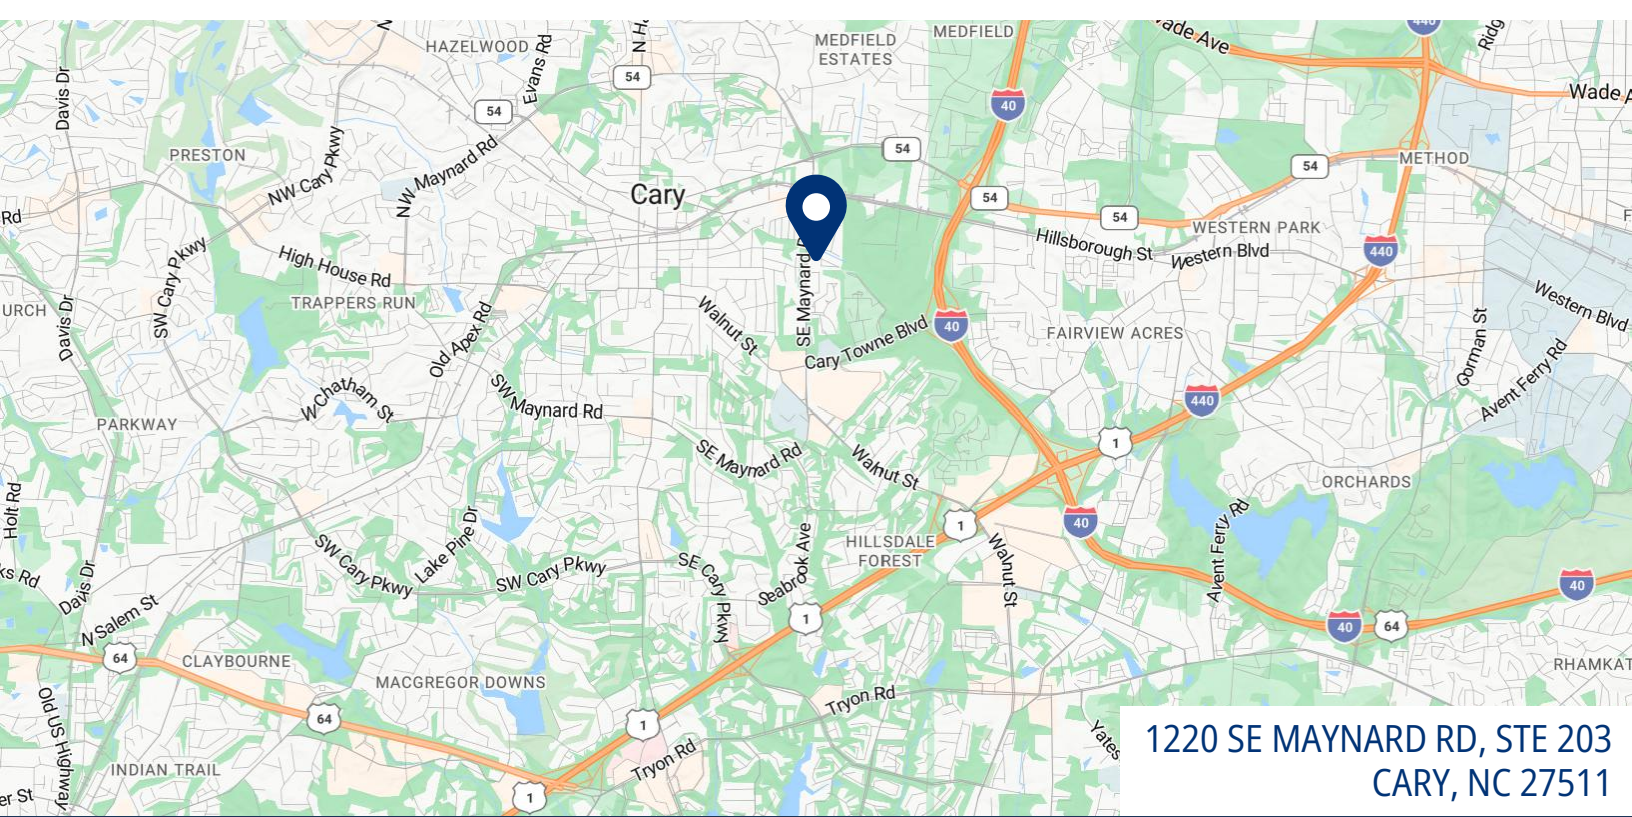 HAZELWOOD
Evans Rd
MEDFIELD
ESTATES
MEDFIELD
Wade Ave
440
Davis Dr
54
54
40
Wade A
PRESTON
NW Cary Pkwy
NW Maynard Rd
54
54
METHOD
Cary
54
54
Rd
WESTERN PARK
Hillsborough St
Western Blvd
440
High House Rd
SW Cary Pkwy
TRAPPERS RUN
SE Maynard R
URCH
Davis Dr
Old Apex Rd
Walnut St
40
Cary Towne Blvd
FAIRVIEW ACRES
Gorman St
Western Blvd
Avent Ferry Rd
W Chatham St
SW Maynard Rd
440
PARKWAY
1
SE Maynard Rd
Walnut St
ORCHARDS
Holt Rd
Lake Pine Dr
1
40
Avent Ferry Rd
SW Cary Pkwy
HILLSDALE
FOREST
Walnut St
ks Rd
Davis Dr
SW Cary Pkwy
SE Cary Pkwy
Seabrook Ave
40
N Salem St
1
40
64
64
CLAYBOURNE
RHAMKAT
MACGREGOR DOWNS
Old US Highway
64
1
Tryon Rd
Yates
INDIAN TRAIL
Tryon Rd
er St
1
1220 SE MAYNARD RD, STE 203
CARY, NC 27511